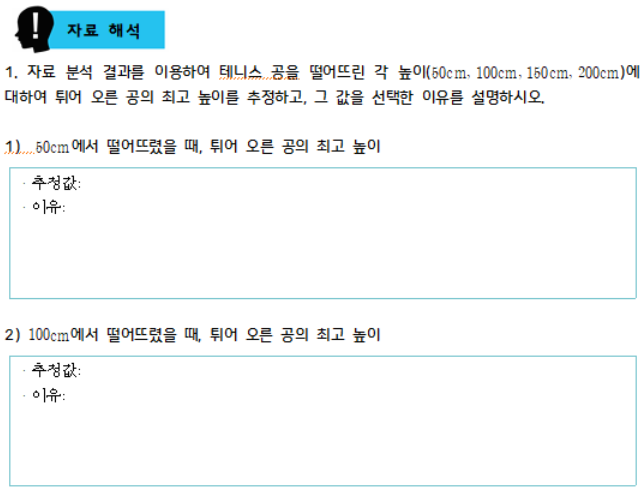 ! 자료 해석
1. 자료 분석 결과를 이용하여 테니스 공을 떨어뜨린 각 높이(50cm, 100cm, 150cm, 200cm)에
대하여 튀어 오른 공의 최고 높이를 추정하고, 그 값을 선택한 이유를 설명하시오.
1) 50cm에서 떨어뜨렸을 때, 튀어 오른 공의 최고 높이
· 추정값:
· 이유:
2) 100cm에서 떨어뜨렸을 때, 튀어 오른 공의 최고 높이
· 추정값:
· 이유: